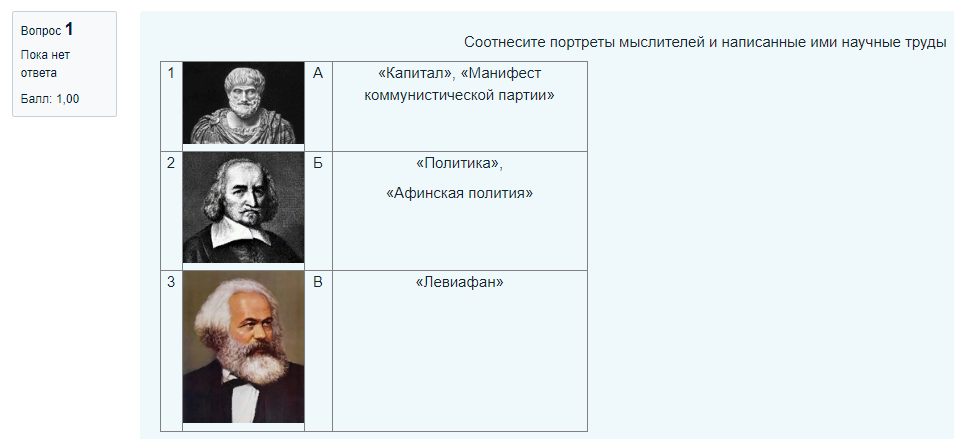 Вопрос 1
Пока нет
ответа
Балл: 1,00
Соотнесите портреты мыслителей и написанные ими научные труды
1 А «Капитал», «Манифест
коммунистической партии»
2 Б «Политика»,
«Афинская полития»
3 В «Левиафан»